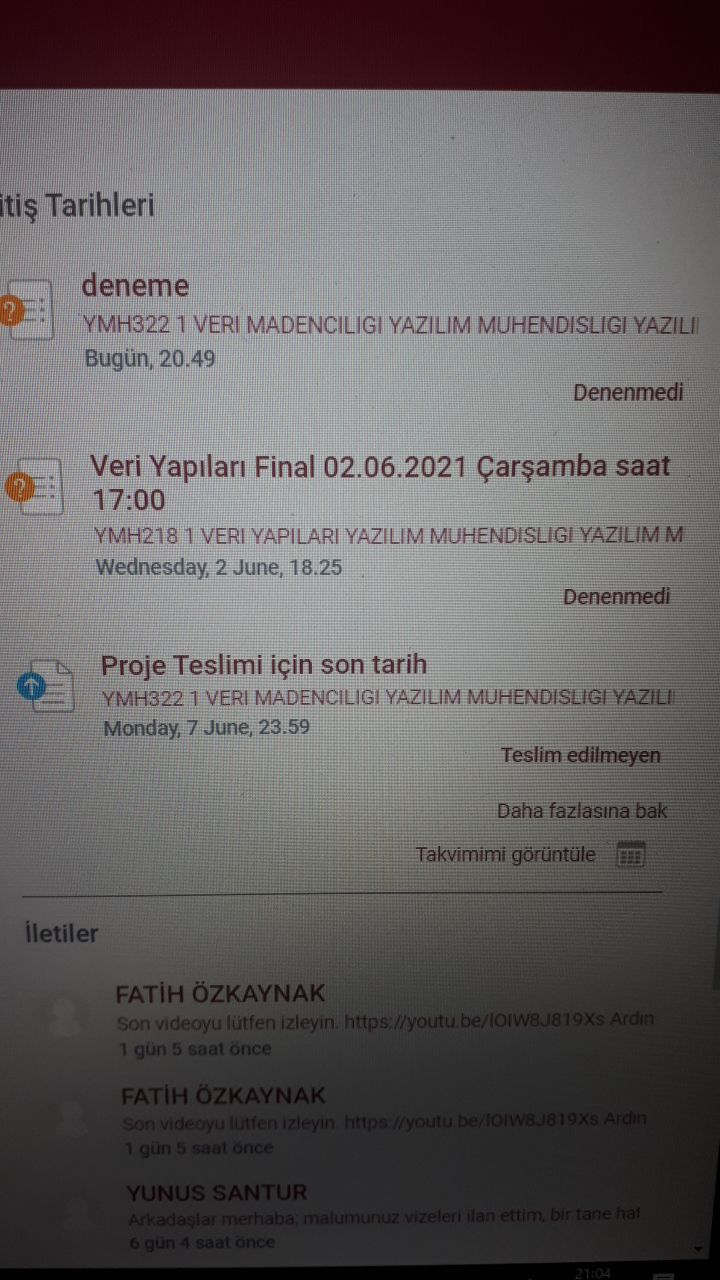 itiş Tarihleri
deneme
YMH322 1 VERI MADENCILIGI YAZILIM MUHENDISLIGI YAZILI
Bugün, 20.49
Denenmedi
Veri Yapıları Final 02.06.2021 Çarşamba saat
17:00
YMH218 1 VERI YAPILARI YAZILIM MUHENDISLIGI YAZILIM M
Wednesday, 2 June, 18.25
Denenmedi
Proje Teslimi için son tarih
YMH322 1 VERI MADENCILIGI YAZILIM MUHENDISLIGI YAZILI
Monday, 7 June, 23.59
Teslim edilmeyen
Daha fazlasına bak
Takvimimi görüntüle
İletiler
FATİH ÖZKAYNAK
Son videoyu lütfen izleyin. https://youtu.be/lOIW8J819Xs Ardın
1 gün 5 saat önce
FATİH ÖZKAYNAK
Son videoyu lütfen izleyin. https://youtu.be/lOIW8J819Xs Ardın
1 gün 5 saat önce
YUNUS SANTUR
Arkadaşlar merhaba; malumunuz vizeleri ilan ettim, bir tane haf
6 gün 4 saat önce
21:04